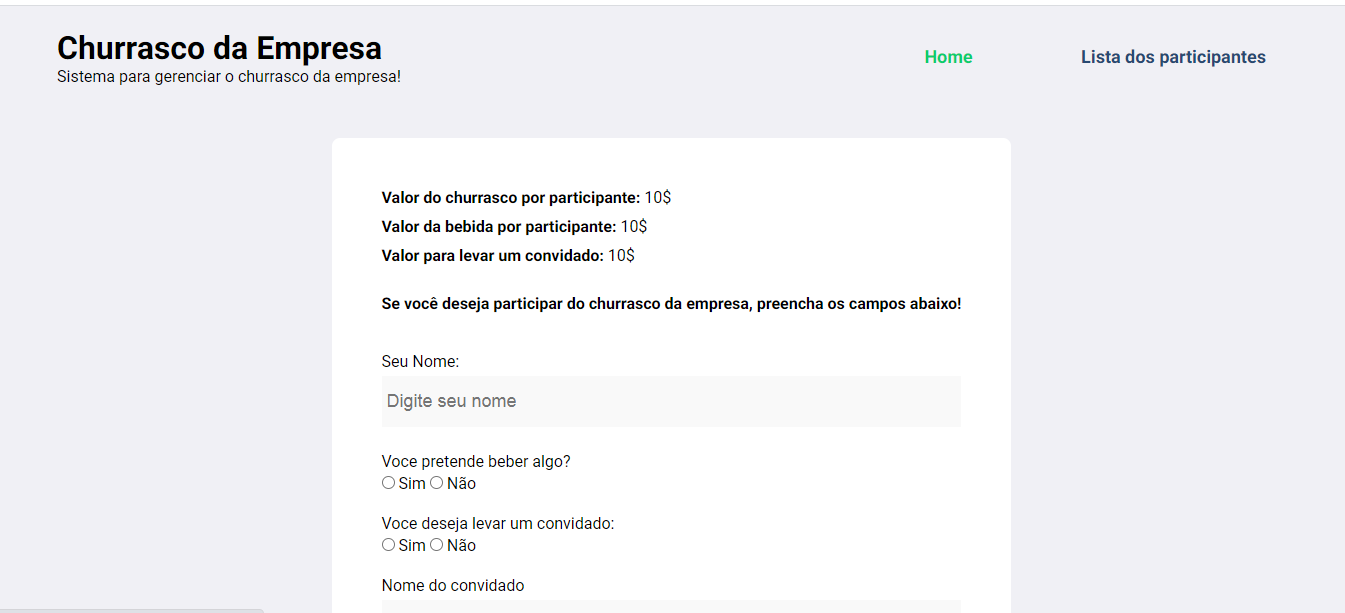 Churrasco da Empresa
Sistema para gerenciar o churrasco da empresa!
Home
Lista dos participantes
Valor do churrasco por participante: 10$
Valor da bebida por participante: 10$
Valor para levar um convidado: 10$
Se você deseja participar do churrasco da empresa, preencha os campos abaixo!
Seu Nome:
Digite seu nome
Voce pretende beber algo?
Sim Não
Voce deseja levar um convidado:
Sim Não
Nome do convidado